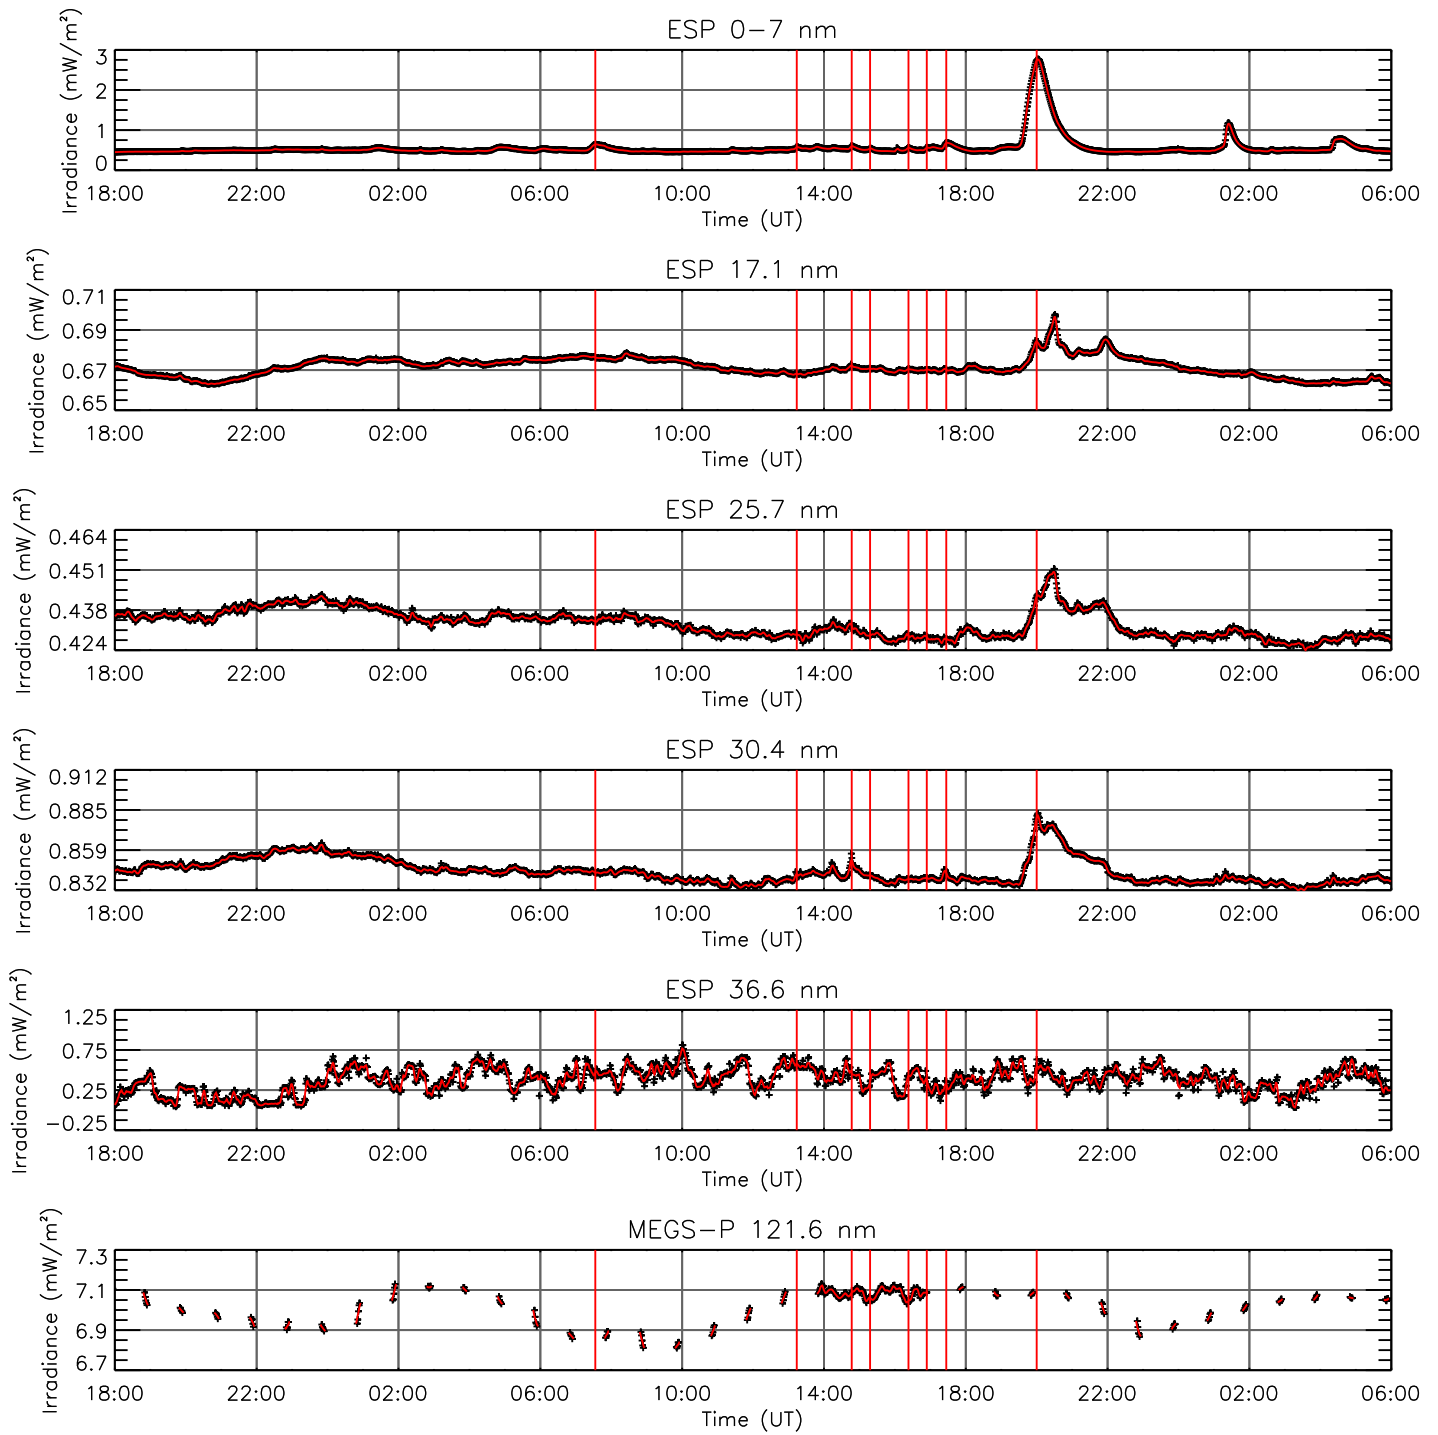 ESP 0-7 nm
Irradiance (mW/m²)
3
2
1
0
18:00 22:00 02:00 06:00 10:00 14:00 18:00 22:00 02:00 06:00
Time (UT)
ESP 17.1 nm
Irradiance (mW/m²)
0.71
0.69
0.67
0.65
18:00 22:00 02:00 06:00 10:00 14:00 18:00 22:00 02:00 06:00
Time (UT)
ESP 25.7 nm
Irradiance (mW/m²)
0.464
0.451
0.438
0.424
18:00 22:00 02:00 06:00 10:00 14:00 18:00 22:00 02:00 06:00
Time (UT)
ESP 30.4 nm
Irradiance (mW/m²)
0.912
0.885
0.859
0.832
18:00 22:00 02:00 06:00 10:00 14:00 18:00 22:00 02:00 06:00
Time (UT)
ESP 36.6 nm
Irradiance (mW/m²)
1.25
0.75
0.25
-0.25
18:00 22:00 02:00 06:00 10:00 14:00 18:00 22:00 02:00 06:00
Time (UT)
MEGS-P 121.6 nm
Irradiance (mW/m²)
7.3
7.1
6.9
6.7
18:00 22:00 02:00 06:00 10:00 14:00 18:00 22:00 02:00 06:00
Time (UT)